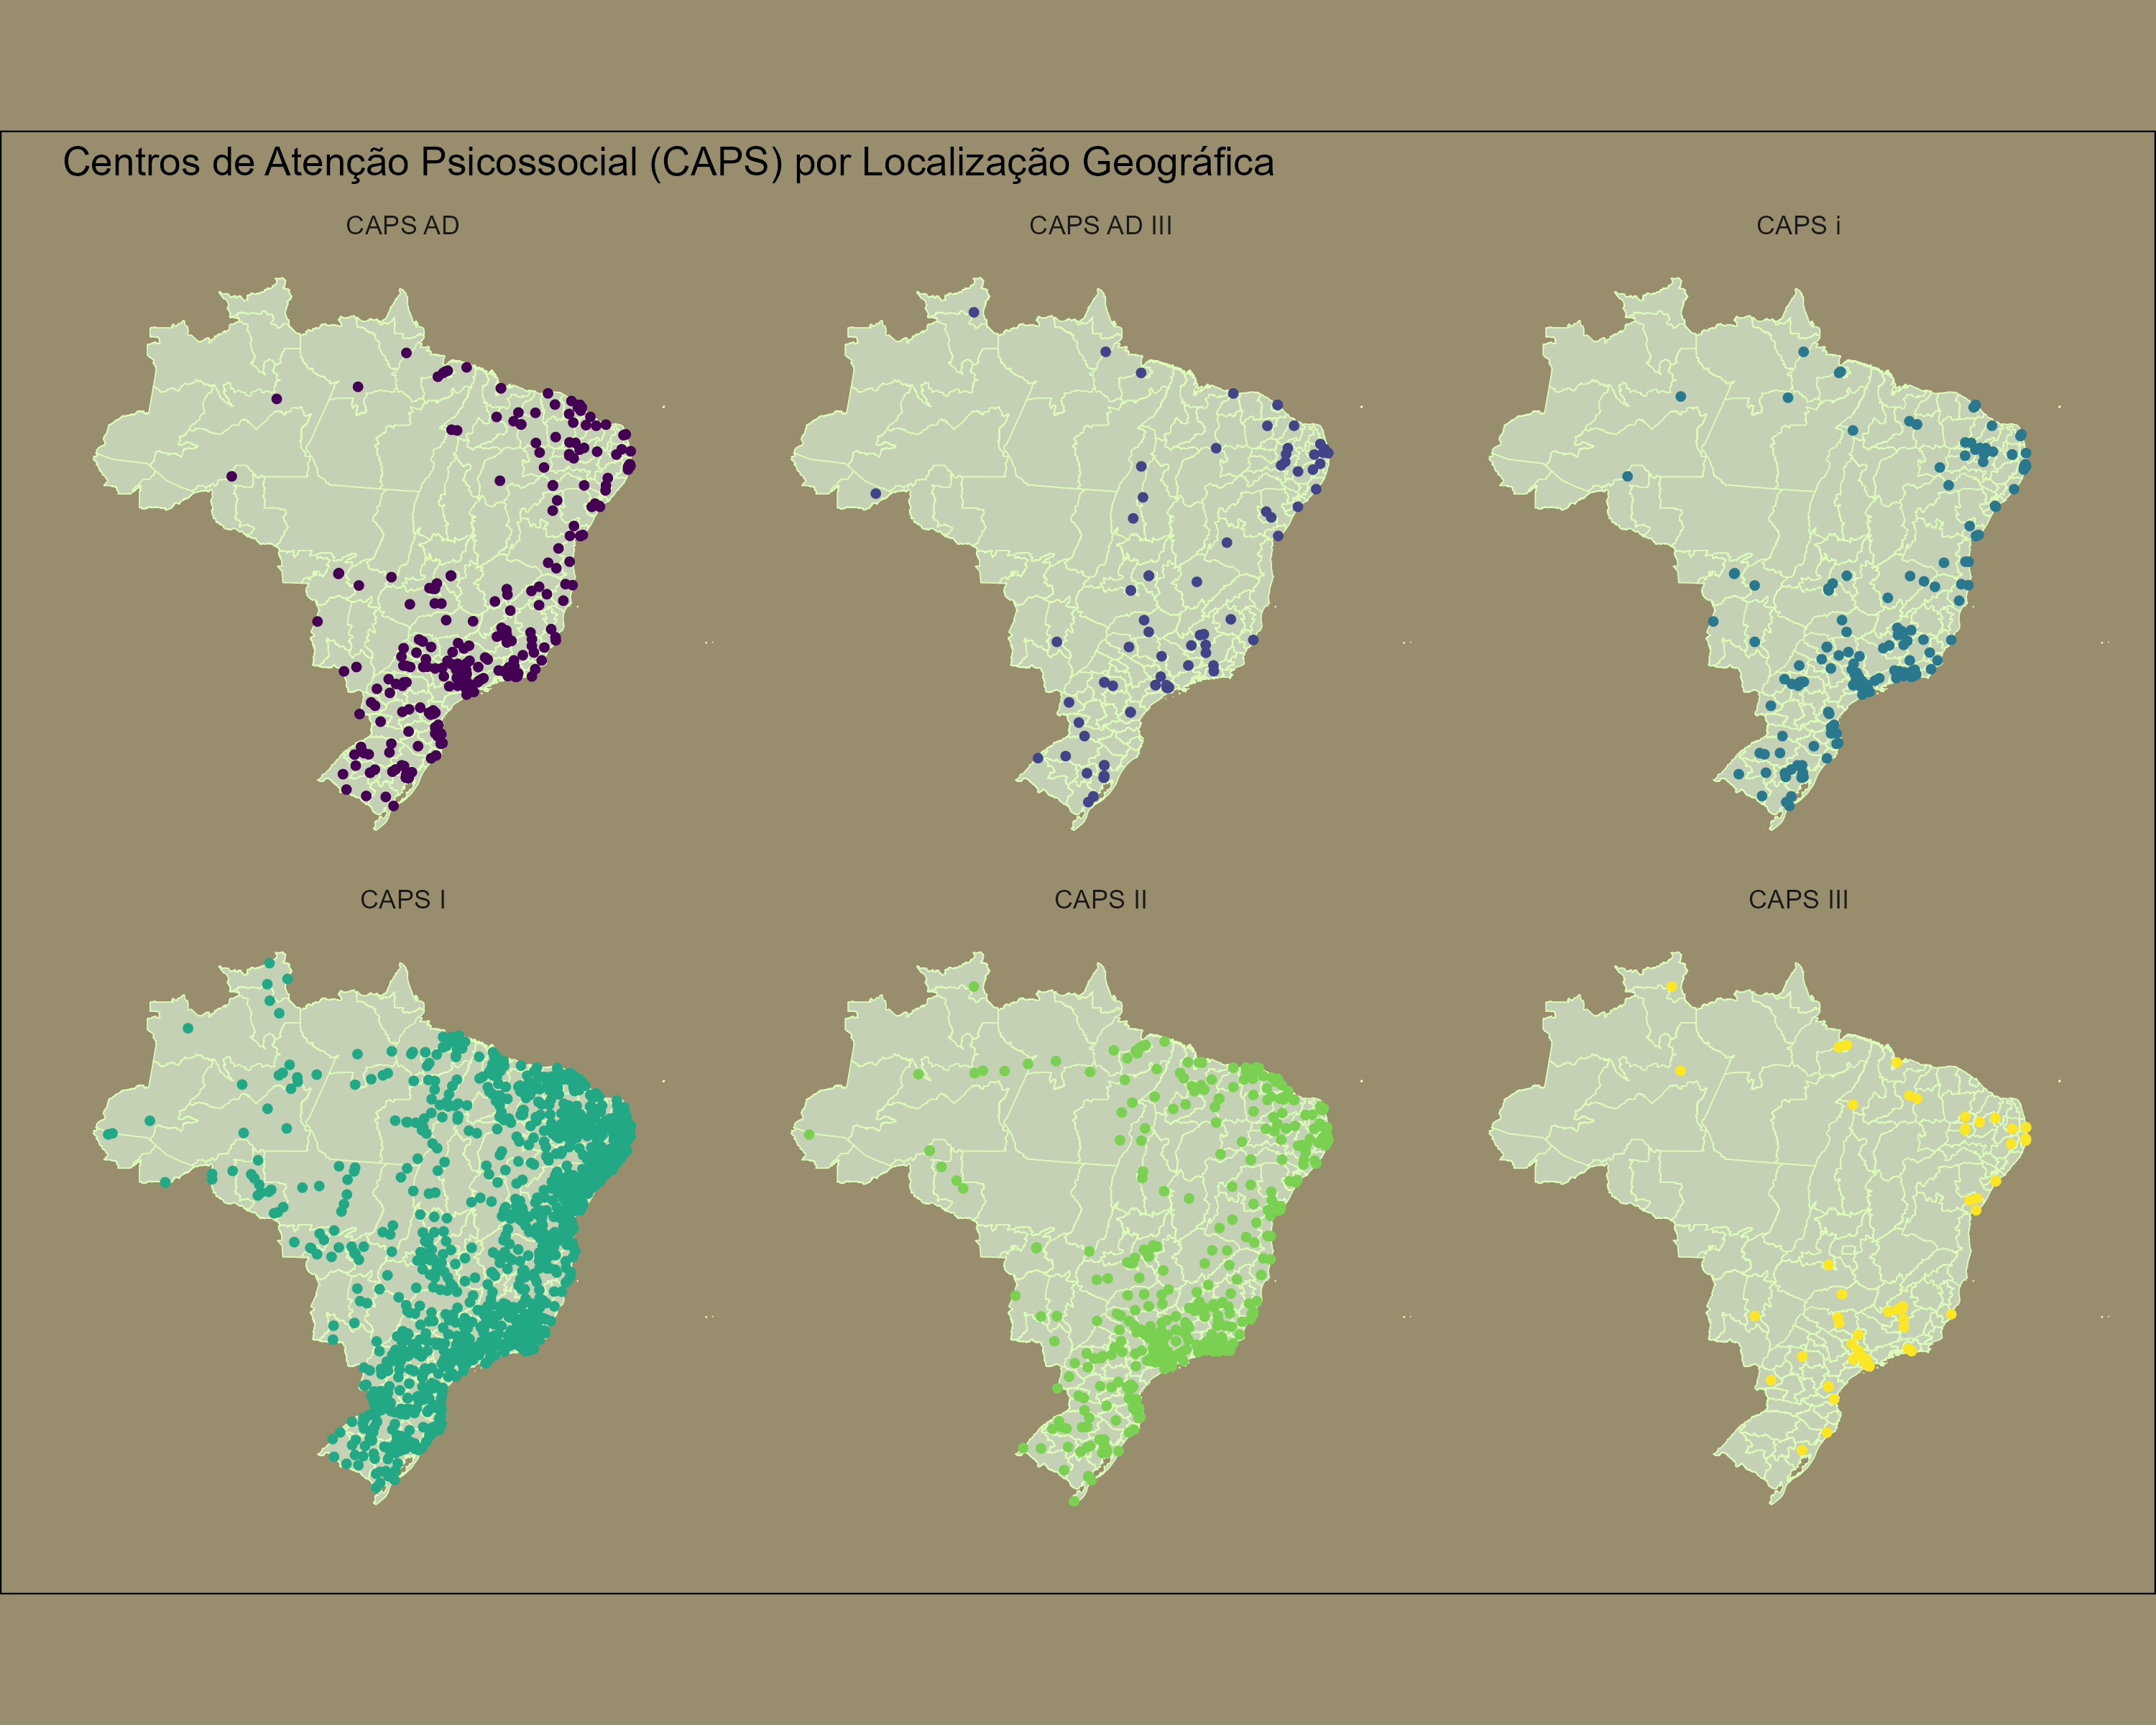 Centros de Atenção Psicossocial (CAPS) por Localização Geográfica
CAPS AD
CAPS AD III
CAPS i
CAPS I
CAPS II
CAPS III